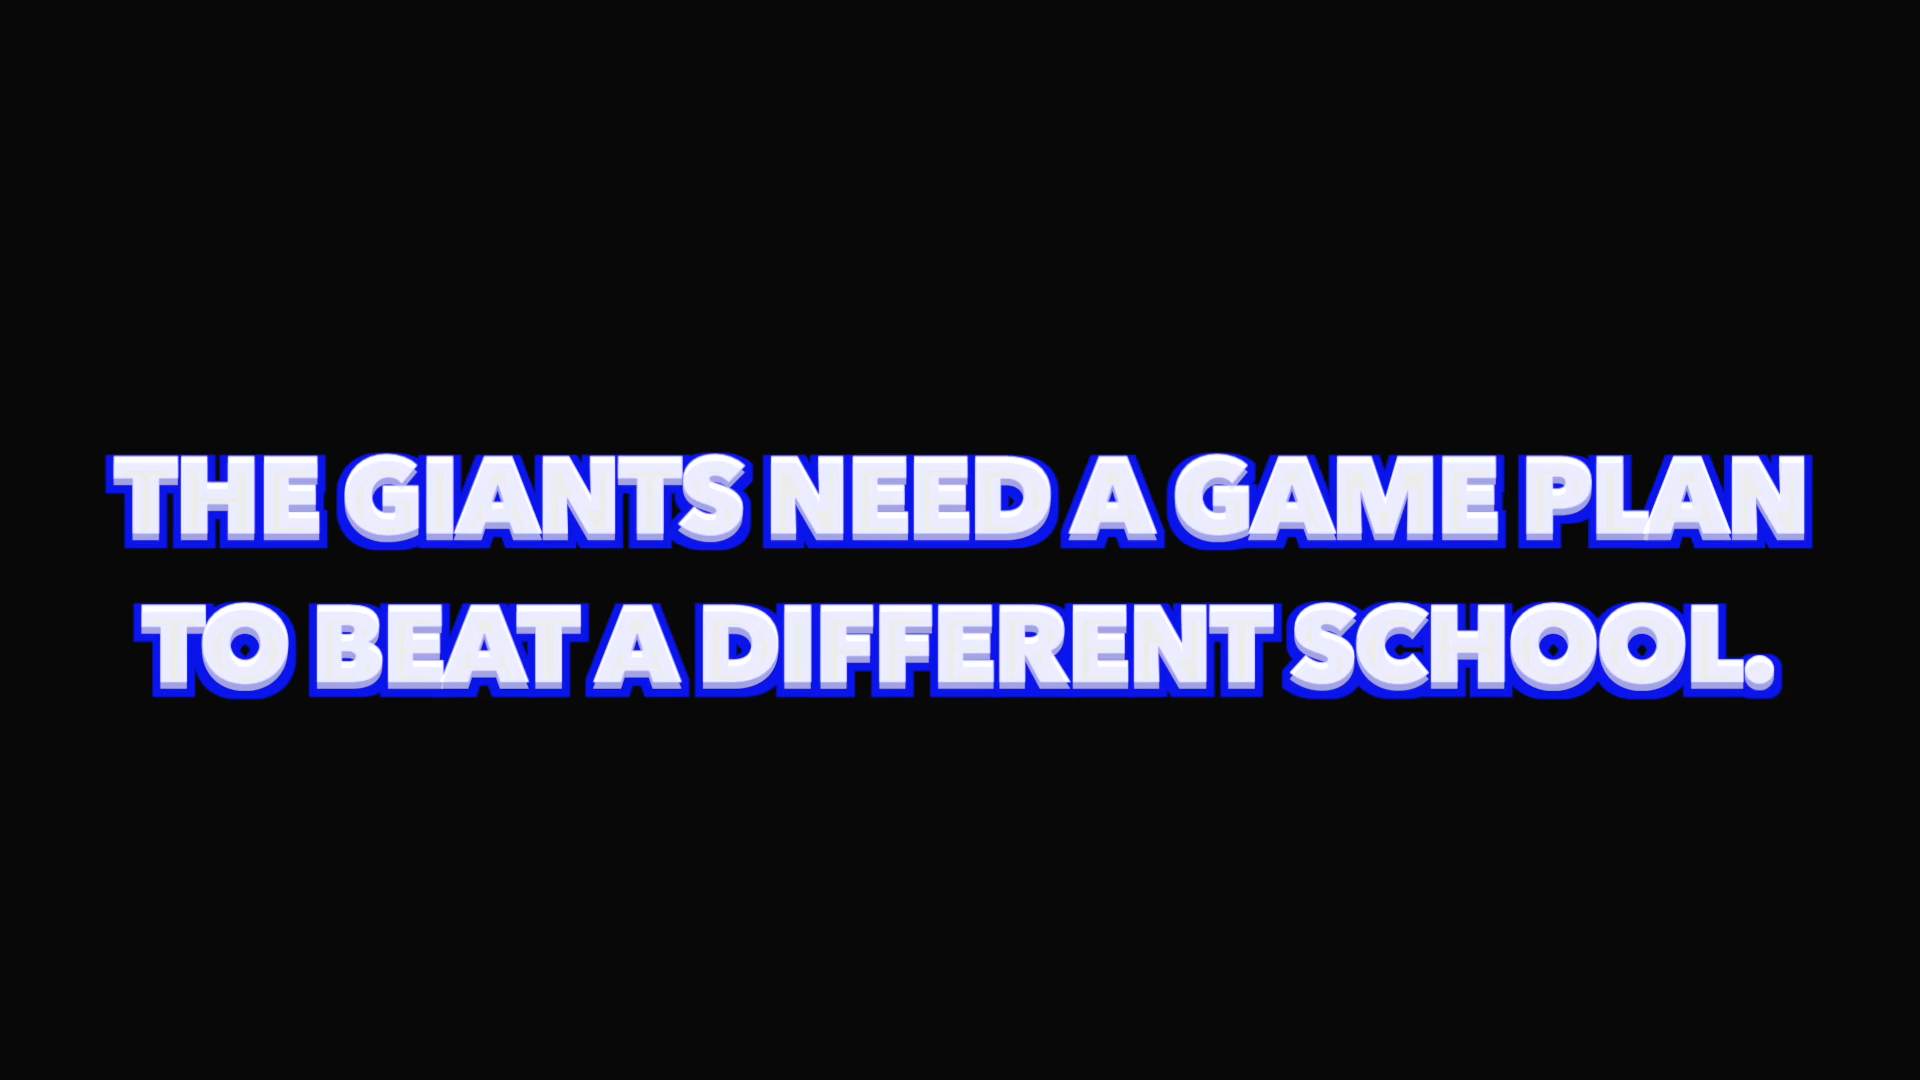 THE GIANTS NEED A GAME PLAN
TO BEAT A DIFFERENT SCHOOL.